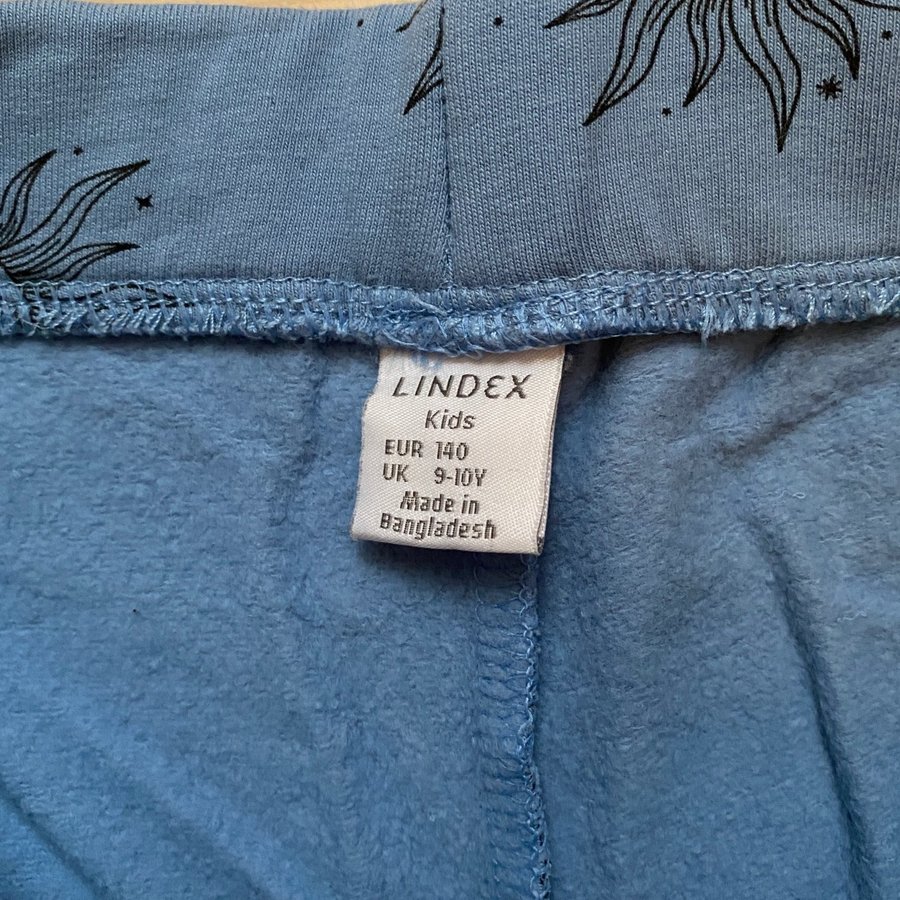 LINDEX
Kids
EUR 140
UK 9-10Y
Made in
Bangladesh